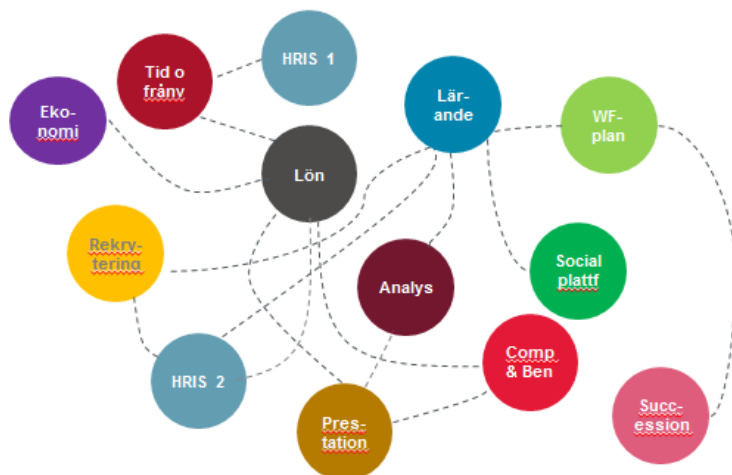 HRIS 1
Tid o
frånv
Lär-
ande
Eko-
nomi
WF-
plan
Lön
Rekry-
tering
Social
plattf
Analys
Comp
& Ben
HRIS 2
Succ-
ession
Pres-
tation